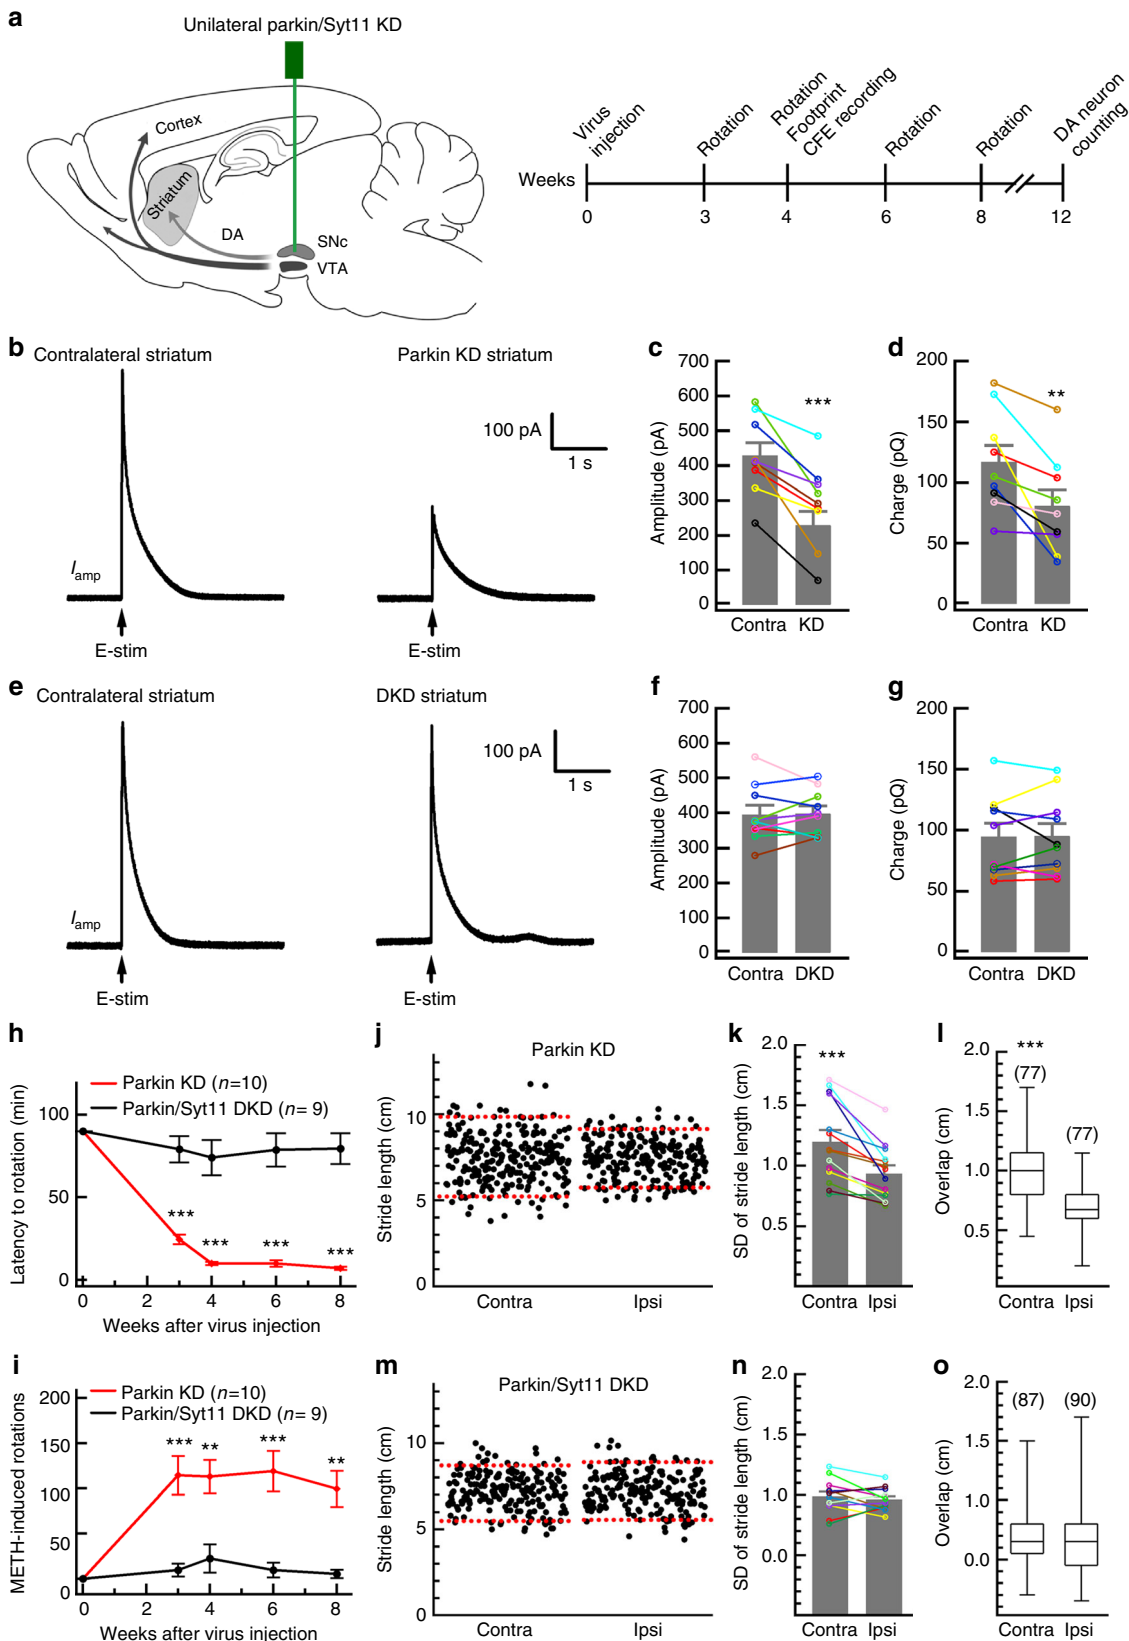 a
Unilateral parkin/Syt11 KD
Cortex
Striatum
DA
SNc
VTA
Virus injection
Rotation
Rotation Footprint CFE recording
Rotation
Rotation
DA neuron counting
Weeks
0 3 4 6 8 12
b
Contralateral striatum
Parkin KD striatum
100 pA
1 s
Iamp
E-stim
E-stim
c
Amplitude (pA)
700
600
500
400
300
200
100
0
***
Contra KD
d
Charge (pQ)
200
150
100
50
0
**
Contra KD
e
Contralateral striatum
DKD striatum
100 pA
1 s
Iamp
E-stim
E-stim
f
Amplitude (pA)
700
600
500
400
300
200
100
0
Contra DKD
g
Charge (pQ)
200
150
100
50
0
Contra DKD
h
Latency to rotation (min)
Parkin KD (n=10)
Parkin/Syt11 DKD (n= 9)
100
50
0
*** *** *** ***
0 2 4 6 8
Weeks after virus injection
j
Parkin KD
Stride length (cm)
10
5
0
Contra Ipsi
k
SD of stride length (cm)
2.0
1.5
1.0
0.5
***
Contra Ipsi
l
Overlap (cm)
2.0
1.0
0.5
***
(77)
(77)
Contra Ipsi
i
METH-induced rotations
Parkin KD (n=10)
Parkin/Syt11 DKD (n= 9)
200
150
100
50
0
*** ** *** **
0 2 4 6 8
Weeks after virus injection
m
Parkin/Syt11 DKD
Stride length (cm)
10
5
0
Contra Ipsi
n
SD of stride length (cm)
2.0
1.0
0.0
Contra Ipsi
o
Overlap (cm)
2.0
1.0
0.0
(87)
(90)
Contra Ipsi